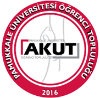 PAMUKKALE ÜNİVERSİTESİ ÖĞRENCİ TOPLULUĞU
AKUT
2016